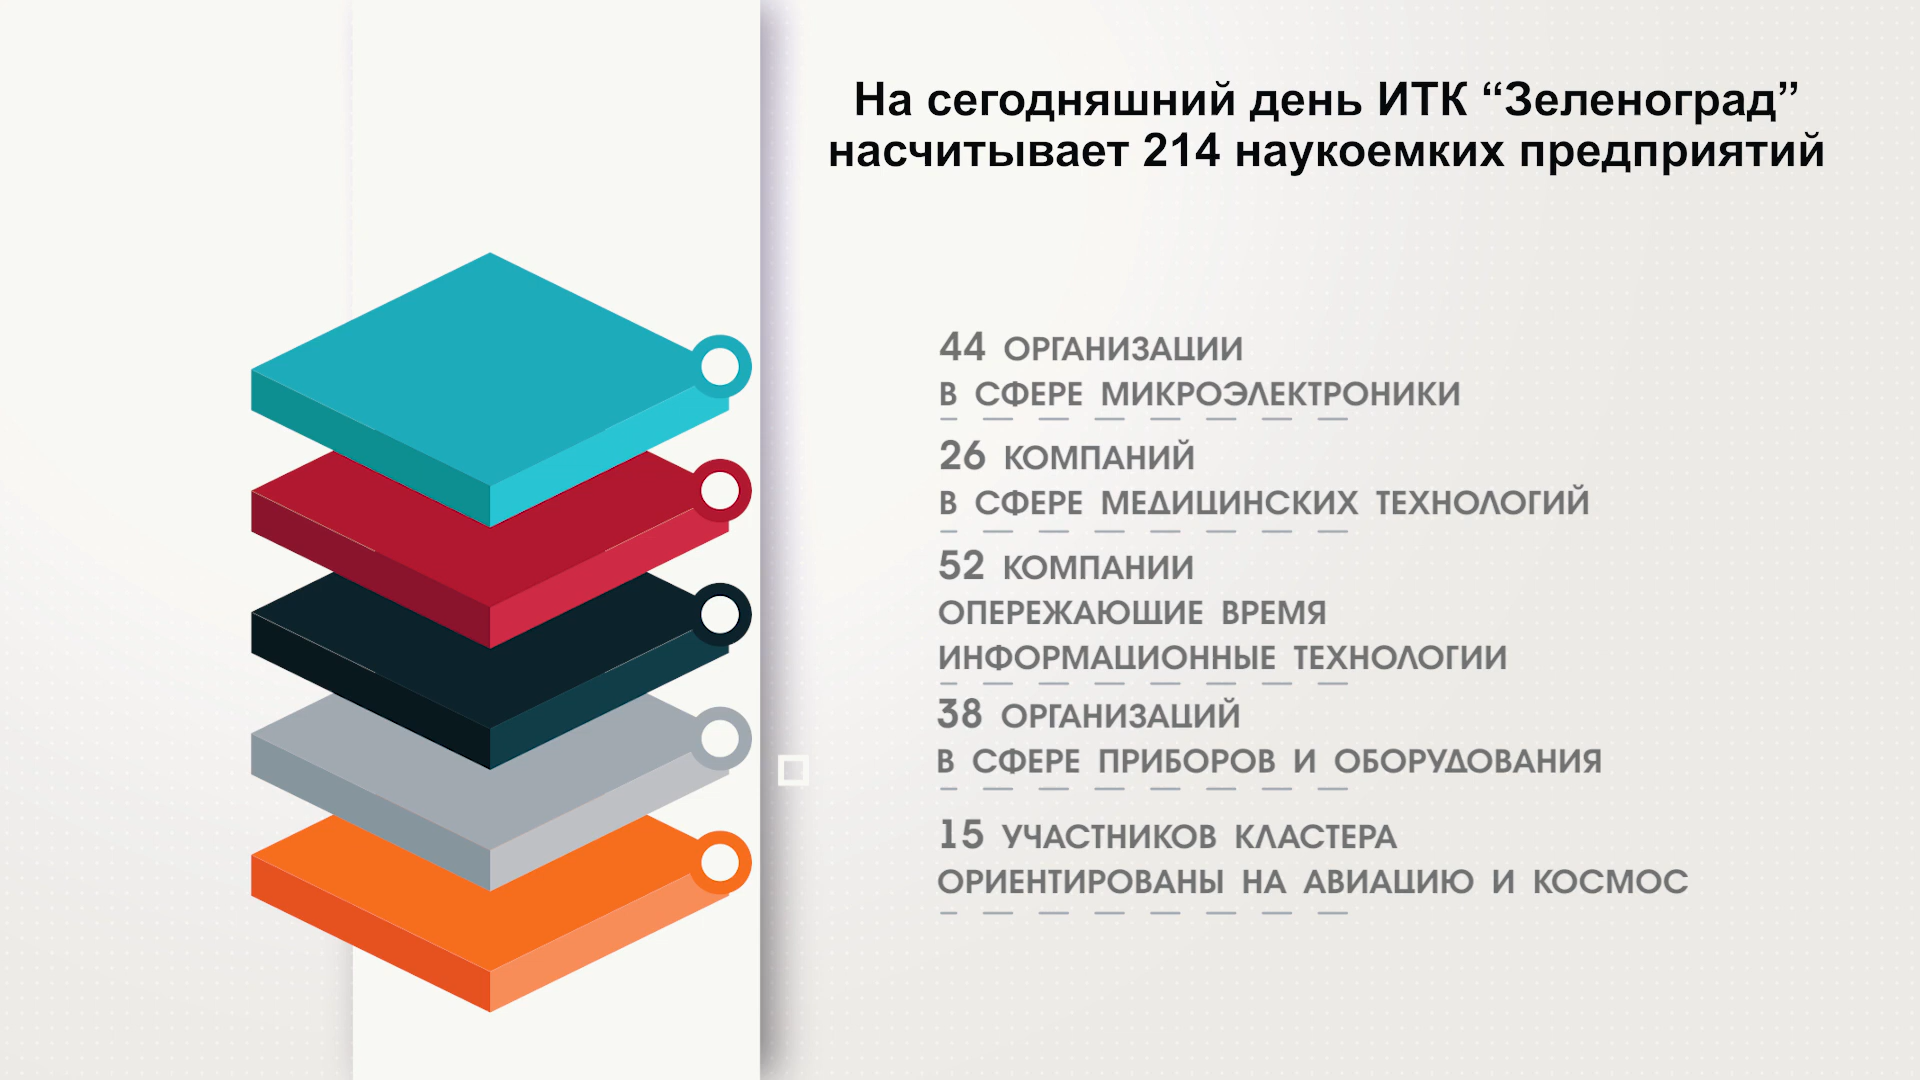 На сегодняшний день ИТК “Зеленоград”
насчитывает 214 наукоемких предприятий
44 ОРГАНИЗАЦИИ
В СФЕРЕ МИКРОЭЛЕКТРОНИКИ
26 КОМПАНИЙ
В СФЕРЕ МЕДИЦИНСКИХ ТЕХНОЛОГИЙ
52 КОМПАНИИ
ОПЕРЕЖАЮЩИЕ ВРЕМЯ
ИНФОРМАЦИОННЫЕ ТЕХНОЛОГИИ
38 ОРГАНИЗАЦИЙ
В СФЕРЕ ПРИБОРОВ И ОБОРУДОВАНИЯ
15 УЧАСТНИКОВ КЛАСТЕРА
ОРИЕНТИРОВАНЫ НА АВИАЦИЮ И КОСМОС